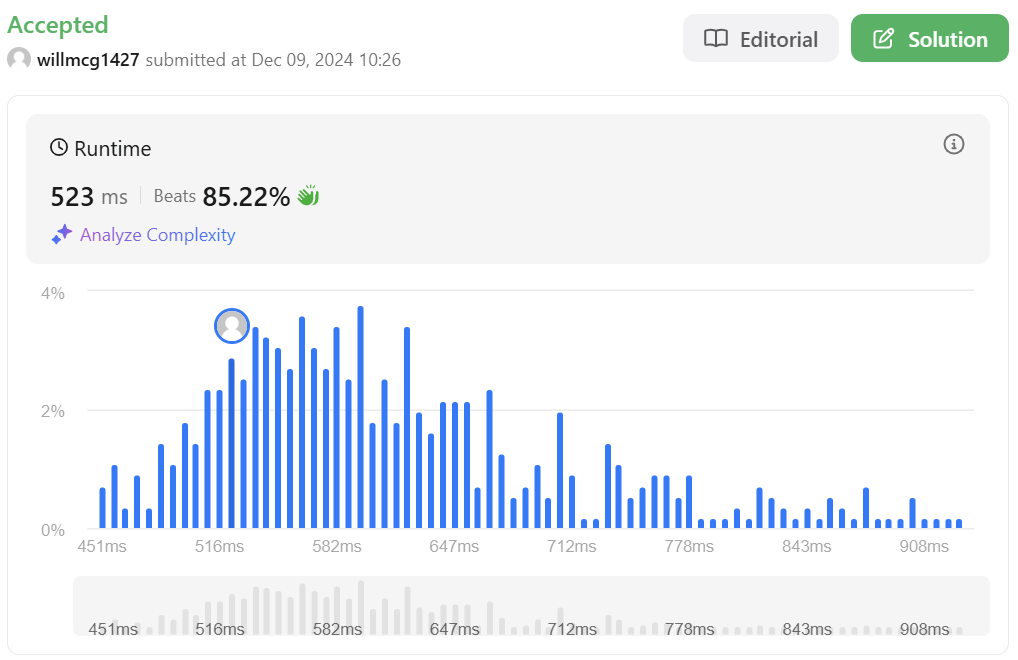 Accepted
Editorial
Solution
willmcg1427 submitted at Dec 09, 2024 10:26
Runtime
523 ms Beats 85.22%
Analyze Complexity
4%
2%
0%
451ms 516ms 582ms 647ms 712ms 778ms 843ms 908ms
451ms 516ms 582ms 647ms 712ms 778ms 843ms 908ms